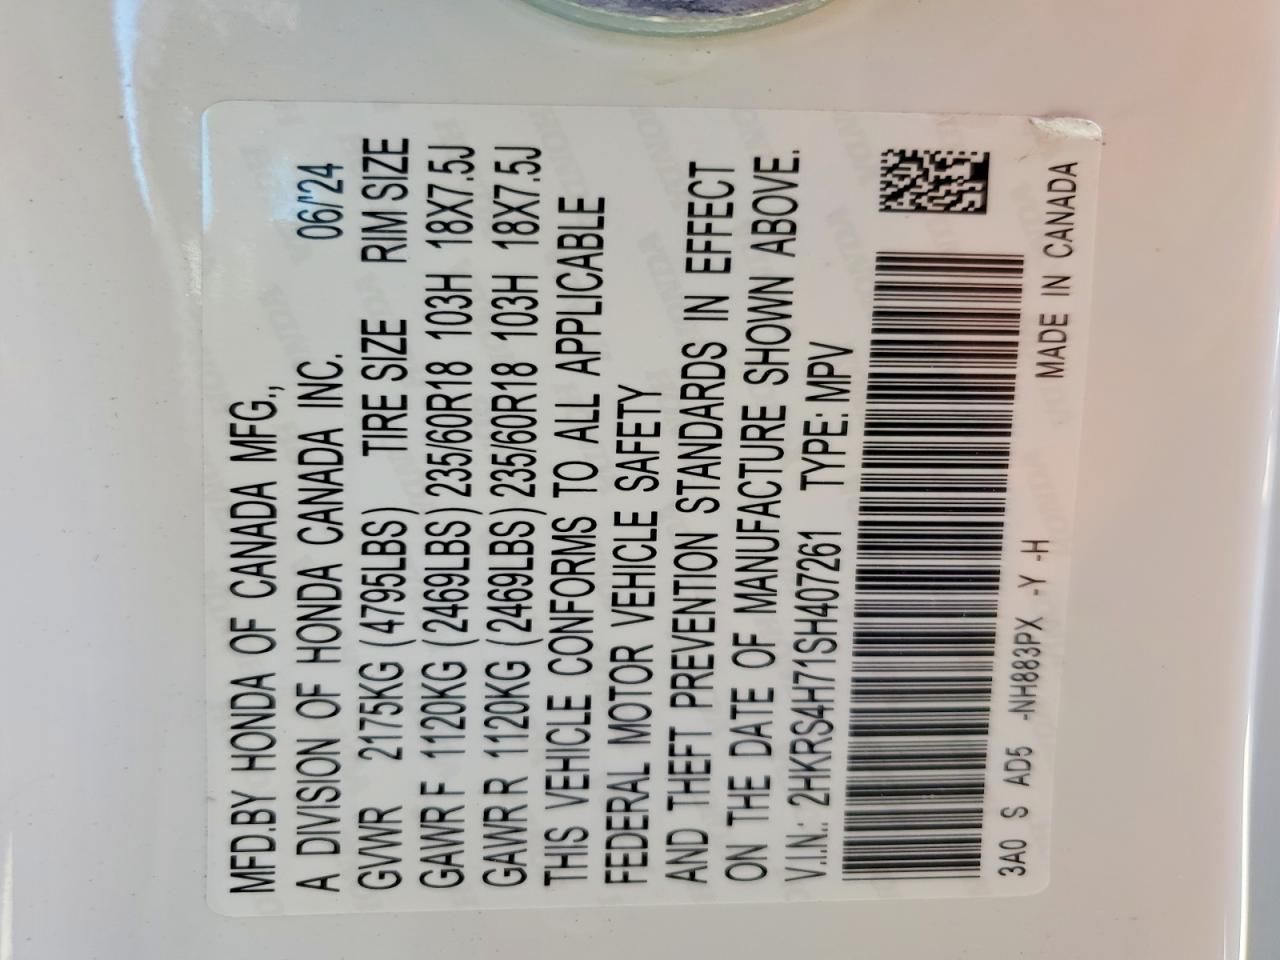 MFD.BY HONDA OF CANADA MFG.,
A DIVISION OF HONDA CANADA INC. 06/"24
GVWR 2175KG (4795LBS) TIRE SIZE RIM SIZE
GAWR F 1120KG (2469LBS) 235/60R18 103H 18X7.5J
GAWR R 1120KG (2469LBS) 235/60R18 103H 18X7.5J
THIS VEHICLE CONFORMS TO ALL APPLICABLE
FEDERAL MOTOR VEHICLE SAFETY
AND THEFT PREVENTION STANDARDS IN EFFECT
ON THE DATE OF MANUFACTURE SHOWN ABOVE.
V.I.N.: 2HKRS4H71SH407261 TYPE: MPV
3A0 S AD5 -NH883PX -Y -H
MADE IN CANADA